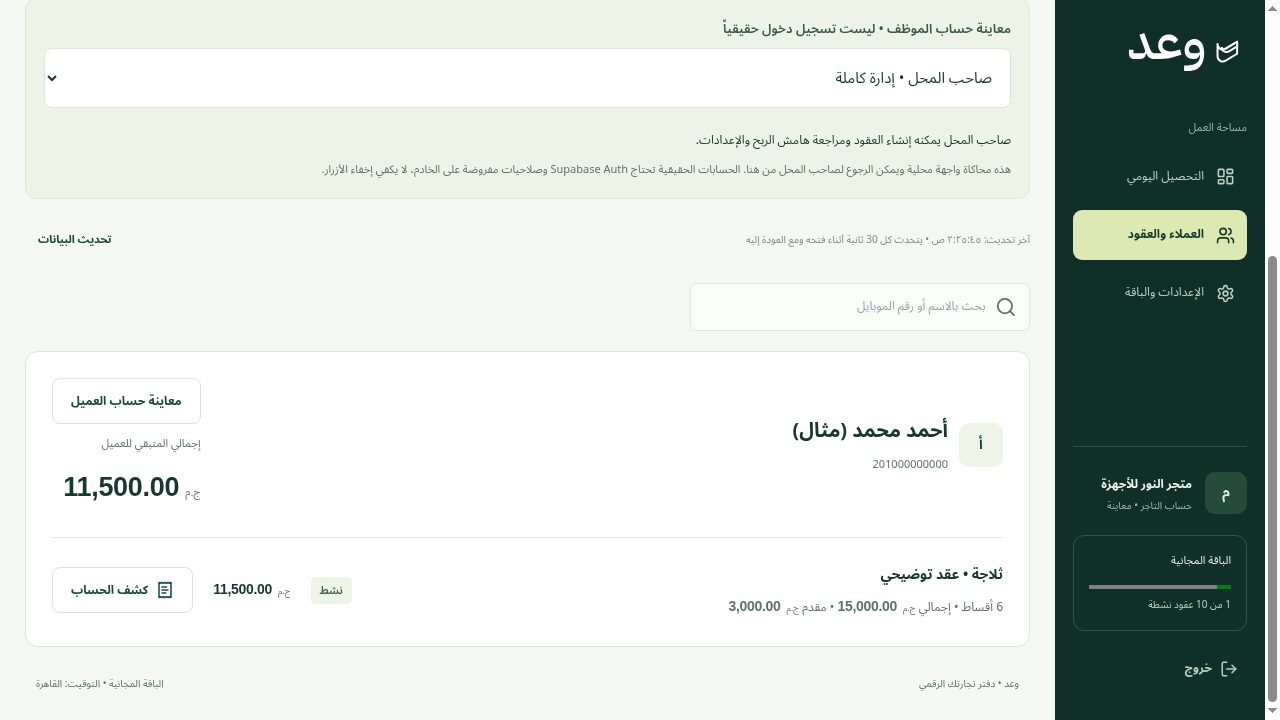 وعد
مساحة العمل
التحصيل اليومي
العملاء والعقود
الإعدادات والباقة
م
متجر النور للأجهزة
حساب التاجر • معاينة
الباقة المجانية
1 من 10 عقود نشطة
خروج
معاينة حساب الموظف • ليست تسجيل دخول حقيقياً
صاحب المحل • إدارة كاملة
صاحب المحل يمكنه إنشاء العقود ومراجعة هامش الربح والإعدادات.
هذه محاكاة واجهة محلية ويمكن الرجوع لصاحب المحل من هنا. الحسابات الحقيقية تحتاج Supabase Auth وصلاحيات مفروضة على الخادم، لا يكفي إخفاء الأزرار.
آخر تحديث: ٢:٢٥:٤٥ ص • يتحدث كل 30 ثانية أثناء فتحه ومع العودة إليه
تحديث البيانات
بحث بالاسم أو رقم الموبايل
أ
أحمد محمد (مثال)
201000000000
معاينة حساب العميل
إجمالي المتبقي للعميل
ج.م 11,500.00
ثلاجة • عقد توضيحي
6 أقساط • إجمالي ج.م 15,000.00 • مقدم ج.م 3,000.00
نشط
ج.م 11,500.00
كشف الحساب
وعد • دفتر تجارتك الرقمي
الباقة المجانية • التوقيت: القاهرة